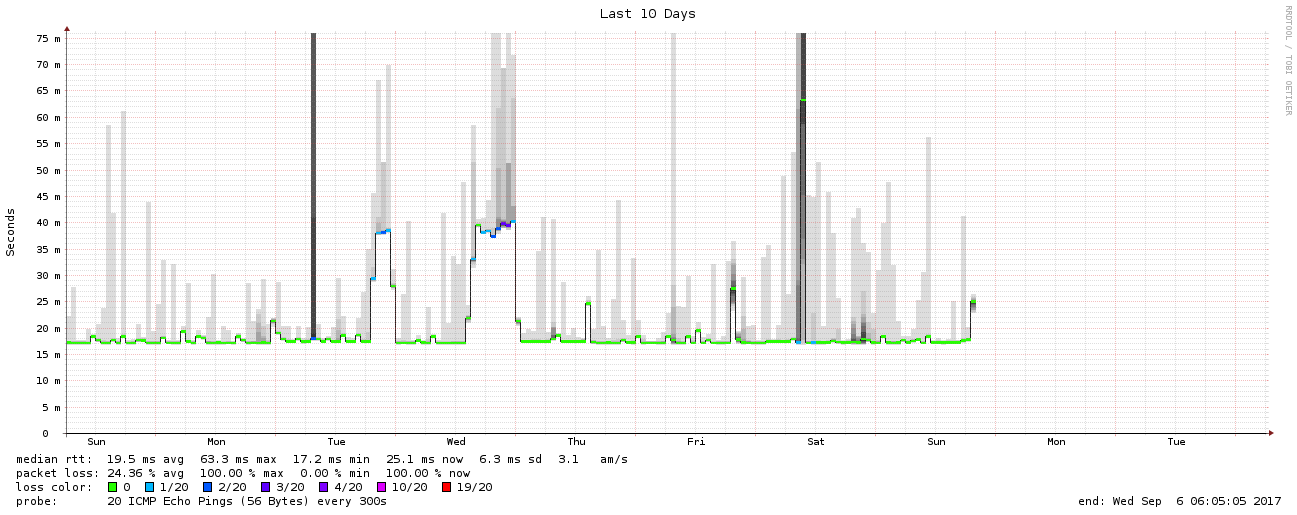 Last 10 Days
RRDTOOL / TOBI OETIKER
Seconds
75 m
70 m
65 m
60 m
55 m
50 m
45 m
40 m
35 m
30 m
25 m
20 m
15 m
10 m
5 m
0
Sun Mon Tue Wed Thu Fri Sat Sun Mon Tue
median rtt: 19.5 ms avg 63.3 ms max 17.2 ms min 25.1 ms now 6.3 ms sd 3.1 am/s
packet loss: 24.36 % avg 100.00 % max 0.00 % min 100.00 % now
loss color: 0 1/20 2/20 3/20 4/20 10/20 19/20
probe: 20 ICMP Echo Pings (56 Bytes) every 300s end: Wed Sep 6 06:05:05 2017